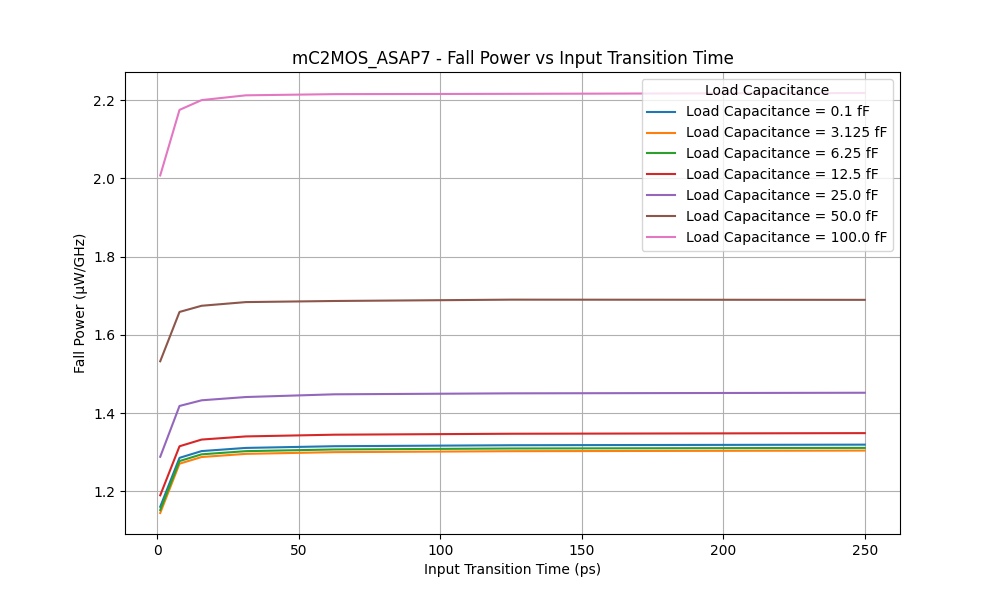 mC2MOS_ASAP7 - Fall Power vs Input Transition Time
Fall Power (μW/GHz)
2.2
2.0
1.8
1.6
1.4
1.2
Load Capacitance
Load Capacitance = 0.1 fF
Load Capacitance = 3.125 fF
Load Capacitance = 6.25 fF
Load Capacitance = 12.5 fF
Load Capacitance = 25.0 fF
Load Capacitance = 50.0 fF
Load Capacitance = 100.0 fF
0 50 100 150 200 250
Input Transition Time (ps)